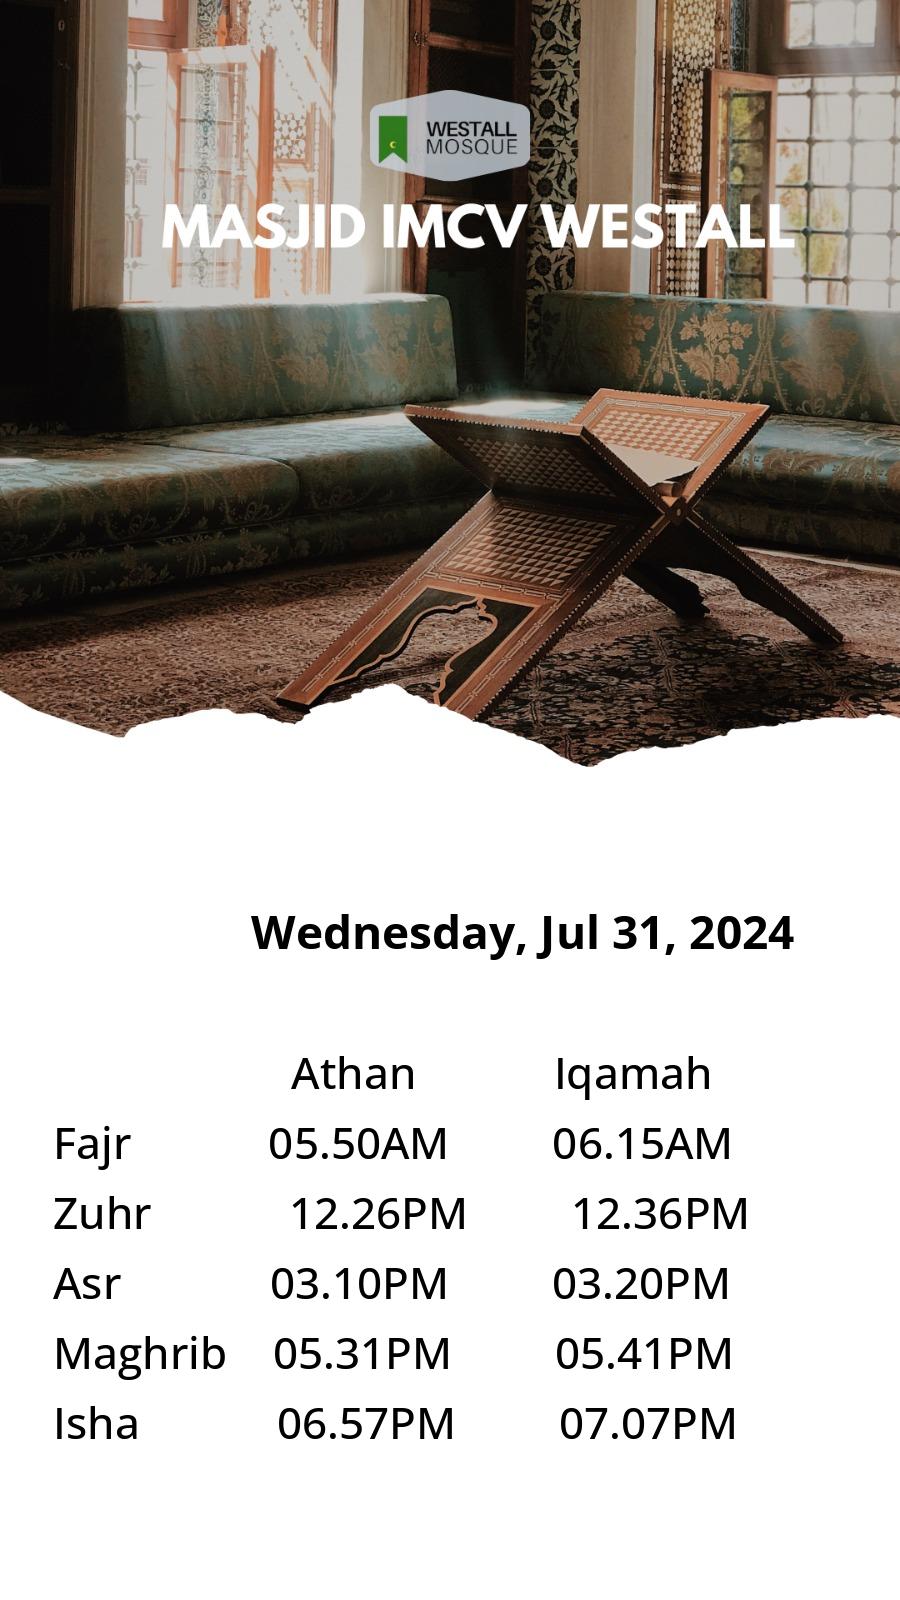 WESTALL
MOSQUE
MASJID IMCV WESTALL
Wednesday, Jul 31, 2024
Athan Iqamah
Fajr 05.50AM 06.15AM
Zuhr 12.26PM 12.36PM
Asr 03.10PM 03.20PM
Maghrib 05.31PM 05.41PM
Isha 06.57PM 07.07PM